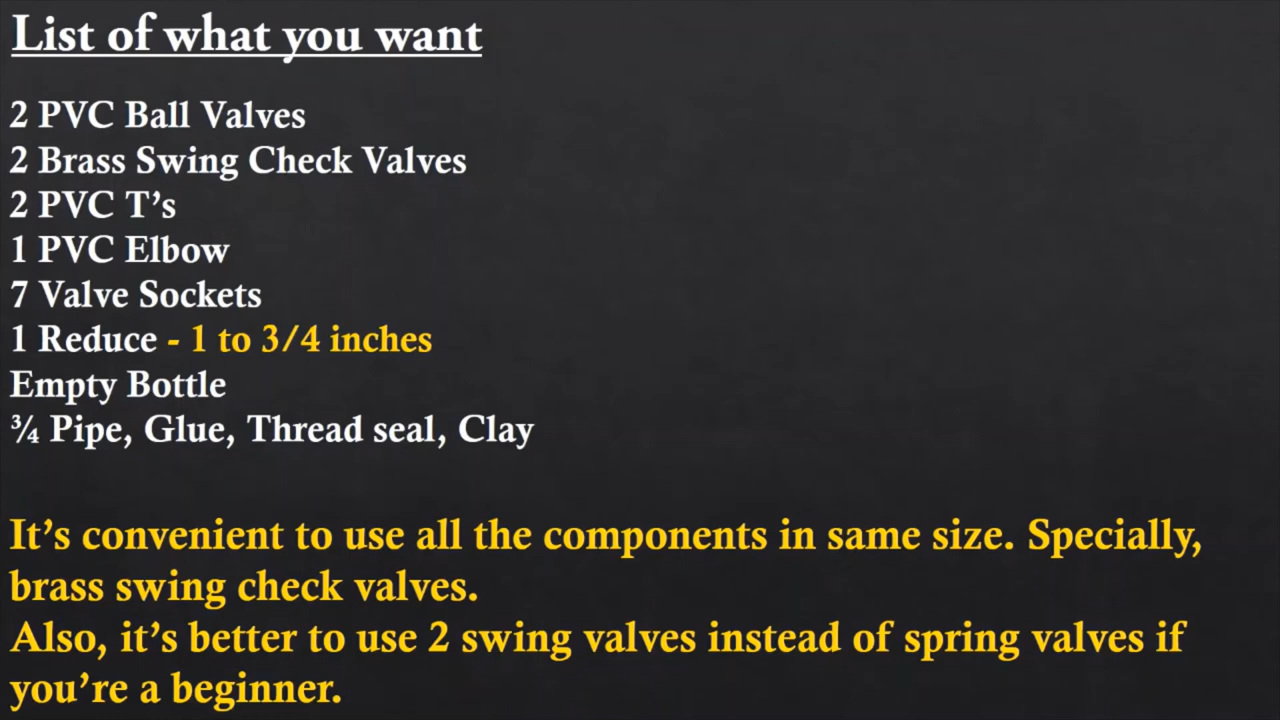 List of what you want
2 PVC Ball Valves
2 Brass Swing Check Valves
2 PVC T’s
1 PVC Elbow
7 Valve Sockets
1 Reduce - 1 to 3/4 inches
Empty Bottle
¾ Pipe, Glue, Thread seal, Clay
It’s convenient to use all the components in same size. Specially,
brass swing check valves.
Also, it’s better to use 2 swing valves instead of spring valves if
you’re a beginner.